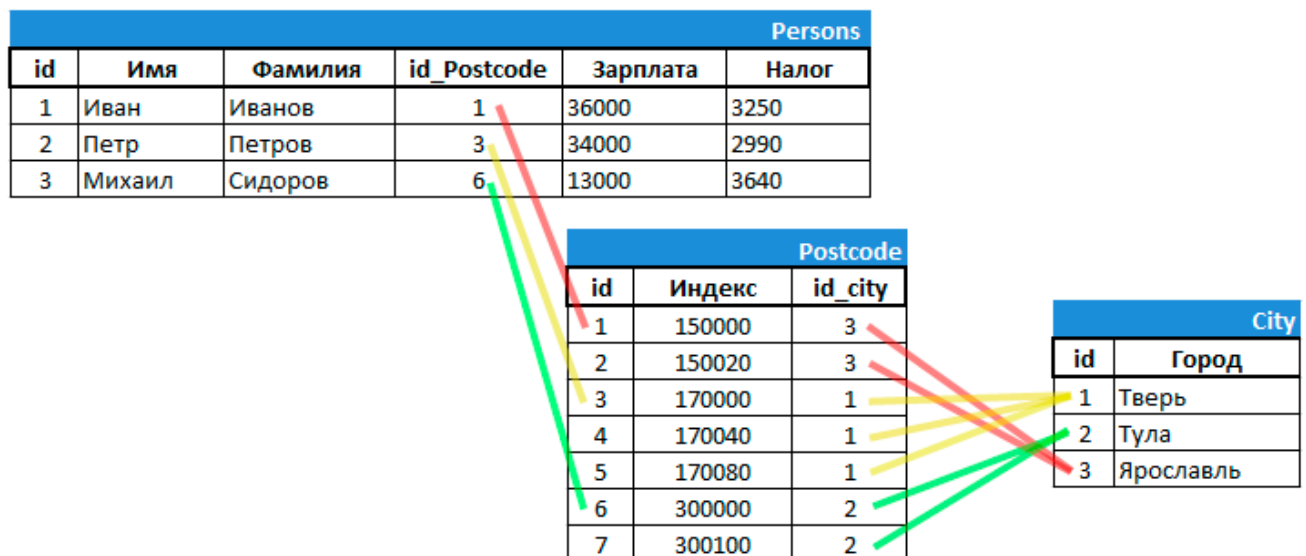 Persons
id Имя Фамилия id_Postcode Зарплата Налог
1 Иван Иванов 1 36000 3250
2 Петр Петров 3 34000 2990
3 Михаил Сидоров 6 13000 3640
Postcode
id Индекс id_city
1 150000 3
2 150020 3
3 170000 1
4 170040 1
5 170080 1
6 300000 2
7 300100 2
City
id Город
1 Тверь
2 Тула
3 Ярославль